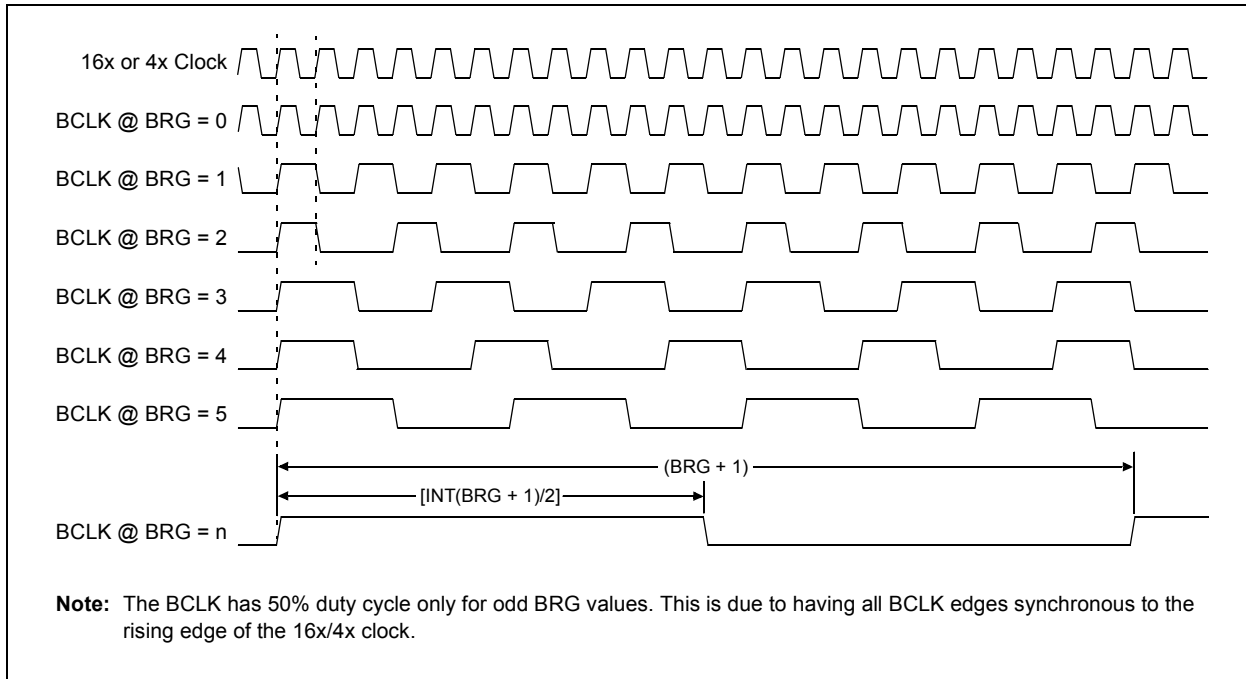 16x or 4x Clock
BCLK @ BRG = 0
BCLK @ BRG = 1
BCLK @ BRG = 2
BCLK @ BRG = 3
BCLK @ BRG = 4
BCLK @ BRG = 5
(BRG + 1)
[INT(BRG + 1)/2]
BCLK @ BRG = n
Note: The BCLK has 50% duty cycle only for odd BRG values. This is due to having all BCLK edges synchronous to the
rising edge of the 16x/4x clock.